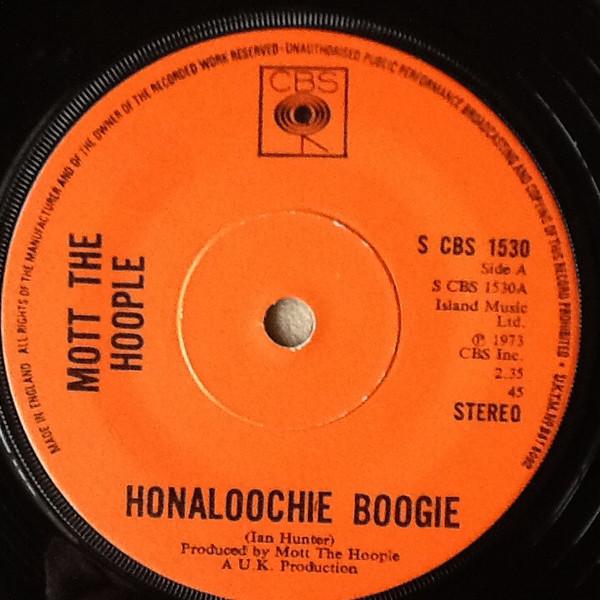 MADE IN ENGLAND ALL RIGHTS OF THE MANUFACTURER AND OF THE OWNER OF THE RECORDED WORK RESERVED · UNAUTHORISED PUBLIC PERFORMANCE BROADCASTING AND COPYING OF THIS RECORD PROHIBITED •
CBS
MOTT THE
HOOPLE
S CBS 1530
Side A
S CBS 1530A
Island Music
Ltd.
℗ 1973
CBS Inc.
2.35
45
STEREO
HONALOOCHIE BOOGIE
(Ian Hunter)
Produced by Mott The Hoople
A U.K. Production